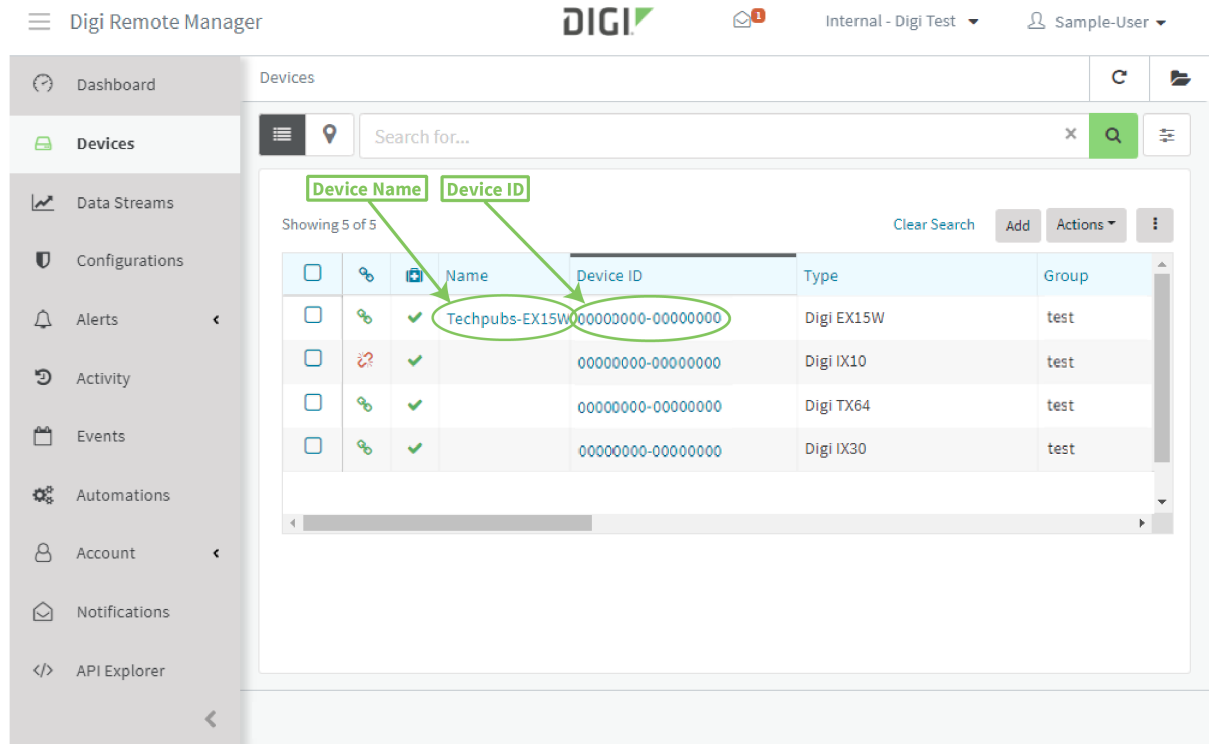 Digi Remote Manager DIGI 1 Internal - Digi Test Sample-User
Dashboard
Devices
Data Streams
Configurations
Alerts
Activity
Events
Automations
Account
Notifications
API Explorer
Devices
Search for...
Device Name Device ID
Showing 5 of 5 Clear Search Add Actions
Name Device ID Type Group
Techpubs-EX15W 00000000-00000000 Digi EX15W test
00000000-00000000 Digi IX10 test
00000000-00000000 Digi TX64 test
00000000-00000000 Digi IX30 test